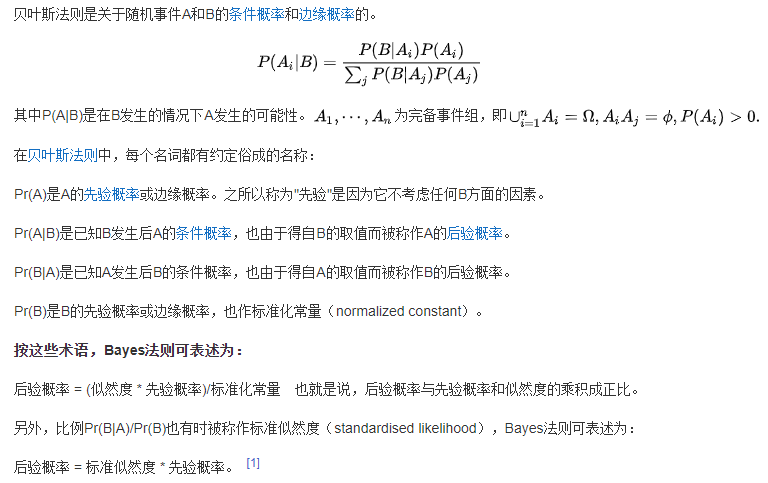 贝叶斯法则是关于随机事件A和B的条件概率和边缘概率的。
P(A_i|B) = \frac{P(B|A_i)P(A_i)}{\sum_j P(B|A_j)P(A_j)}
其中P(A|B)是在B发生的情况下A发生的可能性。A_1, ⋯, A_n为完备事件组，即∪_{i=1}^n A_i = Ω, A_iA_j = ϕ, P(A_i) > 0.
在贝叶斯法则中，每个名词都有约定俗成的名称：
Pr(A)是A的先验概率或边缘概率。之所以称为"先验"是因为它不考虑任何B方面的因素。
Pr(A|B)是已知B发生后A的条件概率，也由于得自B的取值而被称作A的后验概率。
Pr(B|A)是已知A发生后B的条件概率，也由于得自A的取值而被称作B的后验概率。
Pr(B)是B的先验概率或边缘概率，也作标准化常量（normalized constant）。
按这些术语，Bayes法则可表述为：
后验概率 = (似然度 * 先验概率)/标准化常量　也就是说，后验概率与先验概率和似然度的乘积成正比。
另外，比例Pr(B|A)/Pr(B)也有时被称作标准似然度（standardised likelihood），Bayes法则可表述为：
后验概率 = 标准似然度 * 先验概率。 [1]